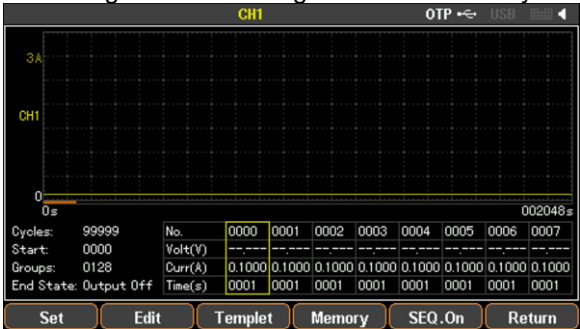 CH1 OTP USB
3A
CH1
0
0s 002048s
Cycles: 99999 No. 0000 0001 0002 0003 0004 0005 0006 0007
Start: 0000 Volt(V) --.--- --.--- --.--- --.--- --.--- --.--- --.--- --.---
Groups: 0128 Curr(A) 0.1000 0.1000 0.1000 0.1000 0.1000 0.1000 0.1000 0.1000
End State: Output Off Time(s) 0001 0001 0001 0001 0001 0001 0001 0001
Set Edit Templet Memory SEQ.On Return